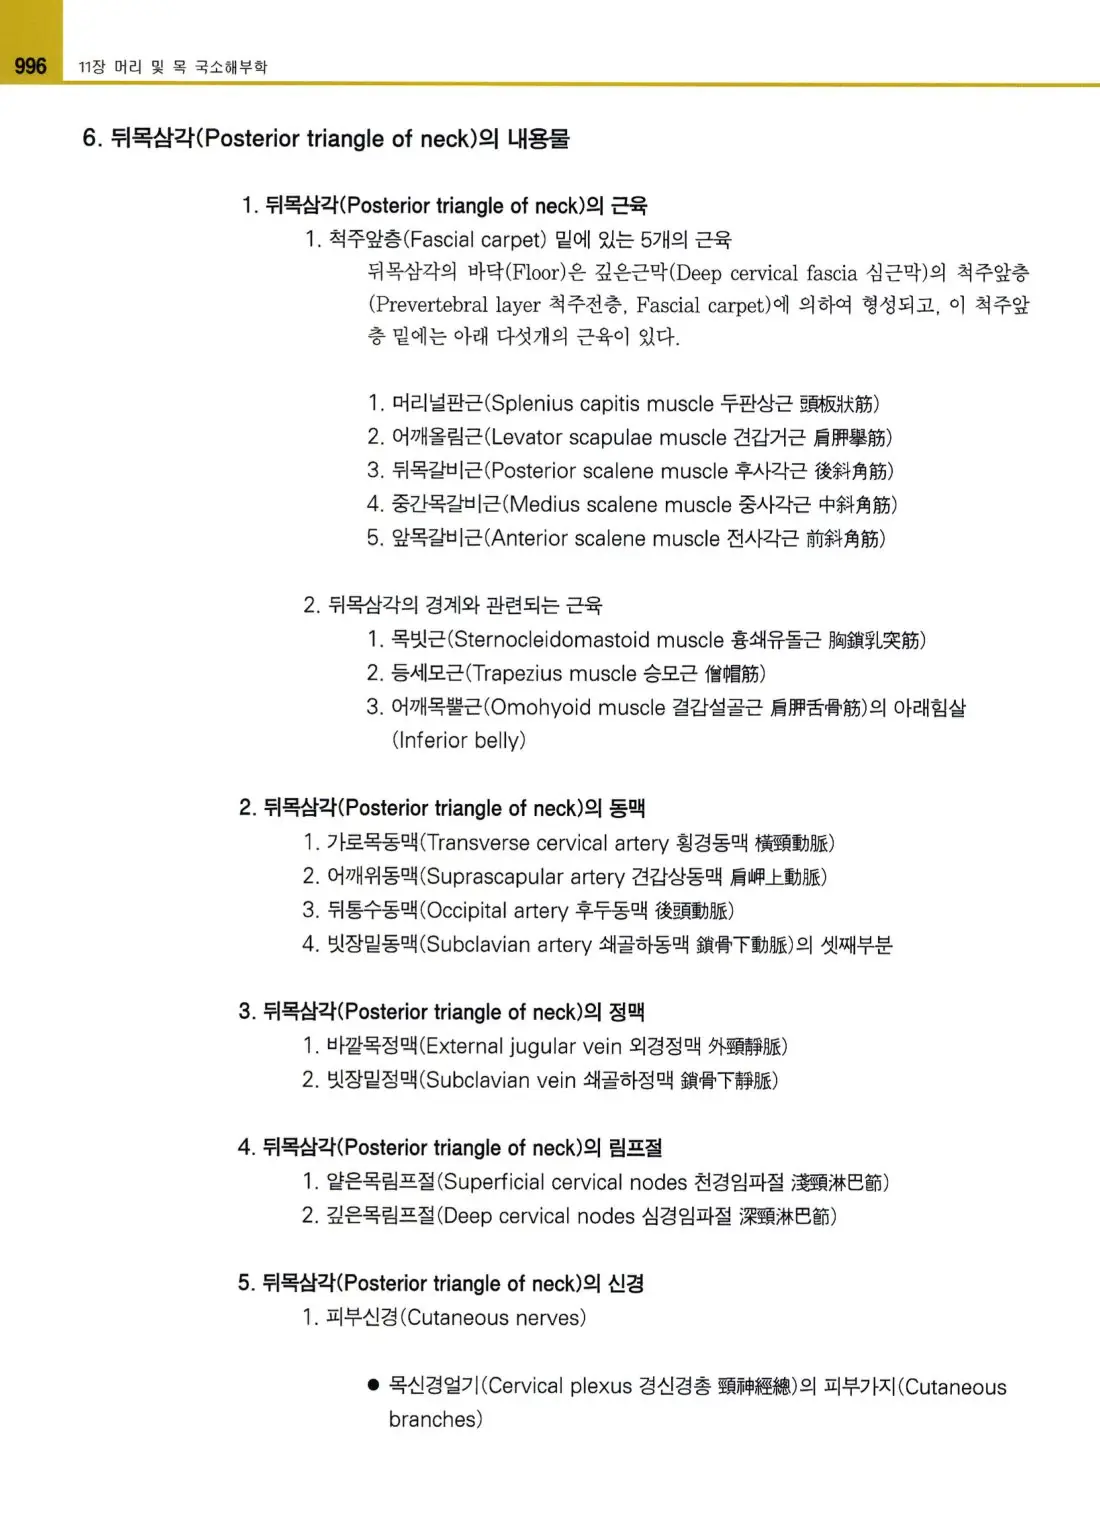 996
11장 머리 및 목 국소해부학
6. 뒤목삼각(Posterior triangle of neck)의 내용물
1. 뒤목삼각(Posterior triangle of neck)의 근육
1. 척주앞층(Fascial carpet) 밑에 있는 5개의 근육
뒤목삼각의 바닥(Floor)은 깊은근막(Deep cervical fascia 심근막)의 척주앞층
(Prevertebral layer 척주전층, Fascial carpet)에 의하여 형성되고, 이 척주앞
층 밑에는 아래 다섯개의 근육이 있다.
1. 머리널판근(Splenius capitis muscle 두판상근 頭板狀筋)
2. 어깨올림근(Levator scapulae muscle 견갑거근 肩胛擧筋)
3. 뒤목갈비근(Posterior scalene muscle 후사각근 後斜角筋)
4. 중간목갈비근(Medius scalene muscle 중사각근 中斜角筋)
5. 앞목갈비근(Anterior scalene muscle 전사각근 前斜角筋)
2. 뒤목삼각의 경계와 관련되는 근육
1. 목빗근(Sternocleidomastoid muscle 흉쇄유돌근 胸鎖乳突筋)
2. 등세모근(Trapezius muscle 승모근 僧帽筋)
3. 어깨목뿔근(Omohyoid muscle 결갑설골근 肩胛舌骨筋)의 아래힘살
(Inferior belly)
2. 뒤목삼각(Posterior triangle of neck)의 동맥
1. 가로목동맥(Transverse cervical artery 횡경동맥 橫頸動脈)
2. 어깨위동맥(Suprascapular artery 견갑상동맥 肩岬上動脈)
3. 뒤통수동맥(Occipital artery 후두동맥 後頭動脈)
4. 빗장밑동맥(Subclavian artery 쇄골하동맥 鎖骨下動脈)의 셋째부분
3. 뒤목삼각(Posterior triangle of neck)의 정맥
1. 바깥목정맥(External jugular vein 외경정맥 外頸靜脈)
2. 빗장밑정맥(Subclavian vein 쇄골하정맥 鎖骨下靜脈)
4. 뒤목삼각(Posterior triangle of neck)의 림프절
1. 얕은목림프절(Superficial cervical nodes 천경임파절 淺頸淋巴節)
2. 깊은목림프절(Deep cervical nodes 심경임파절 深頸淋巴節)
5. 뒤목삼각(Posterior triangle of neck)의 신경
1. 피부신경(Cutaneous nerves)
● 목신경얼기(Cervical plexus 경신경총 頸神經總)의 피부가지(Cutaneous
branches)